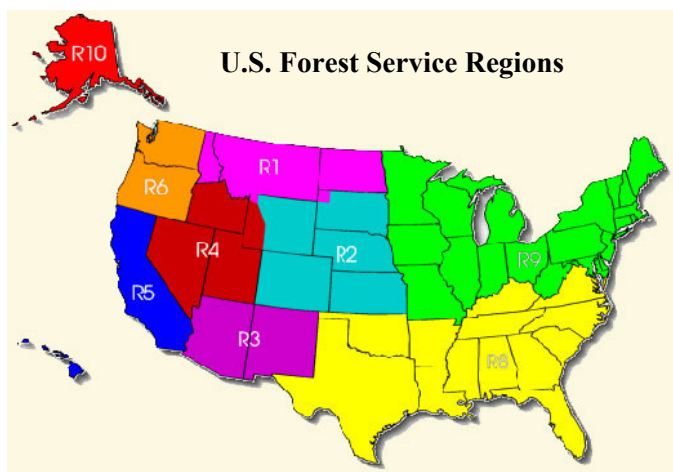 R10
U.S. Forest Service Regions
R1
R6
R4
R2
R9
R5
R3
R8